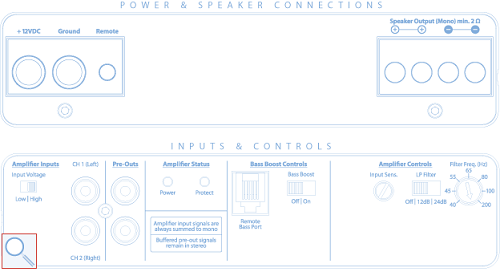 POWER & SPEAKER CONNECTIONS
+ 12VDC Ground Remote
Speaker Output (Mono) min. 2 Ω
INPUTS & CONTROLS
Amplifier Inputs CH 1 (Left) Pre-Outs Amplifier Status Bass Boost Controls Amplifier Controls Filter Freq. (Hz)
Input Voltage Bass Boost Input Sens. LP Filter
65
55 80
Power Protect
45 100
Low | High Off | On Off | 12dB | 24dB
40 200
Amplifier input signals are
always summed to mono
Remote
Bass Port
Buffered pre-out signals
remain in stereo
CH 2 (Right)